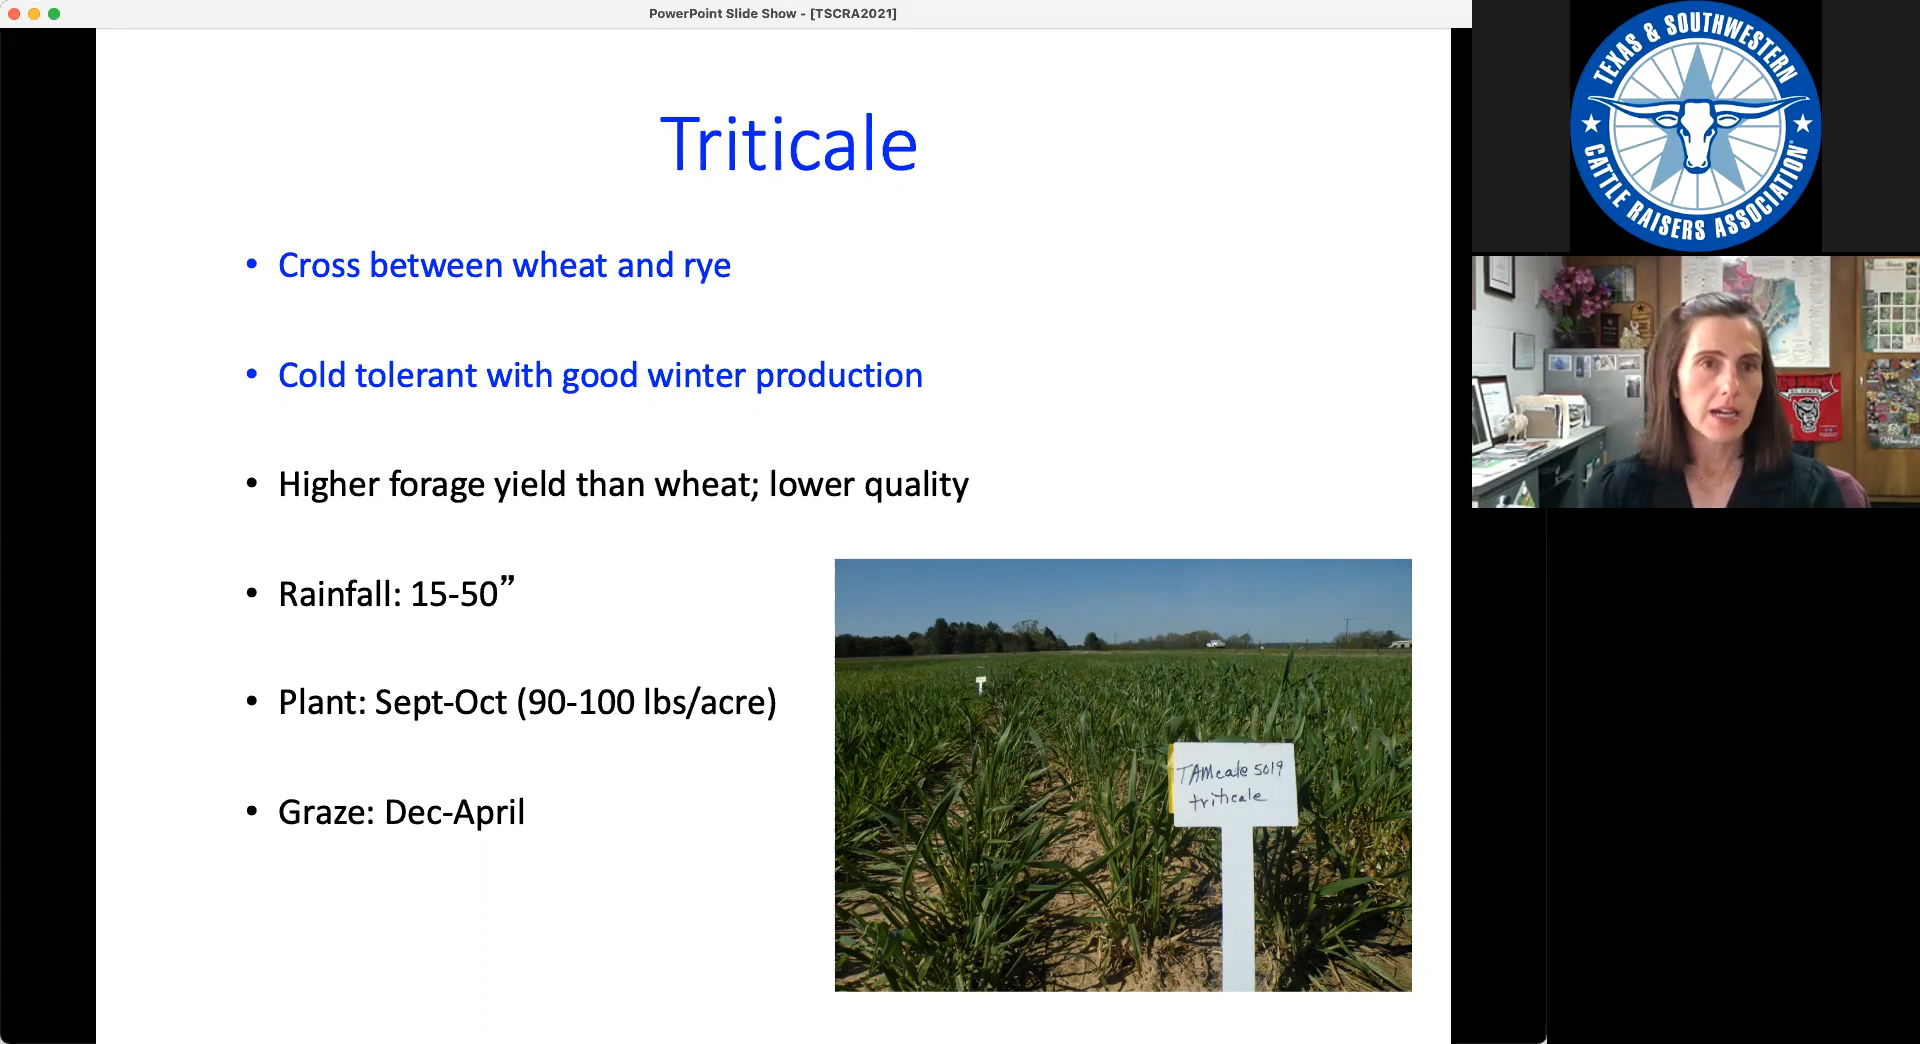 PowerPoint Slide Show - [TSCRA2021]
Triticale
• Cross between wheat and rye
• Cold tolerant with good winter production
• Higher forage yield than wheat; lower quality
• Rainfall: 15-50”
• Plant: Sept-Oct (90-100 lbs/acre)
• Graze: Dec-April
TAMcale 5019
triticale
TEXAS & SOUTHWESTERN
CATTLE RAISERS ASSOCIATION